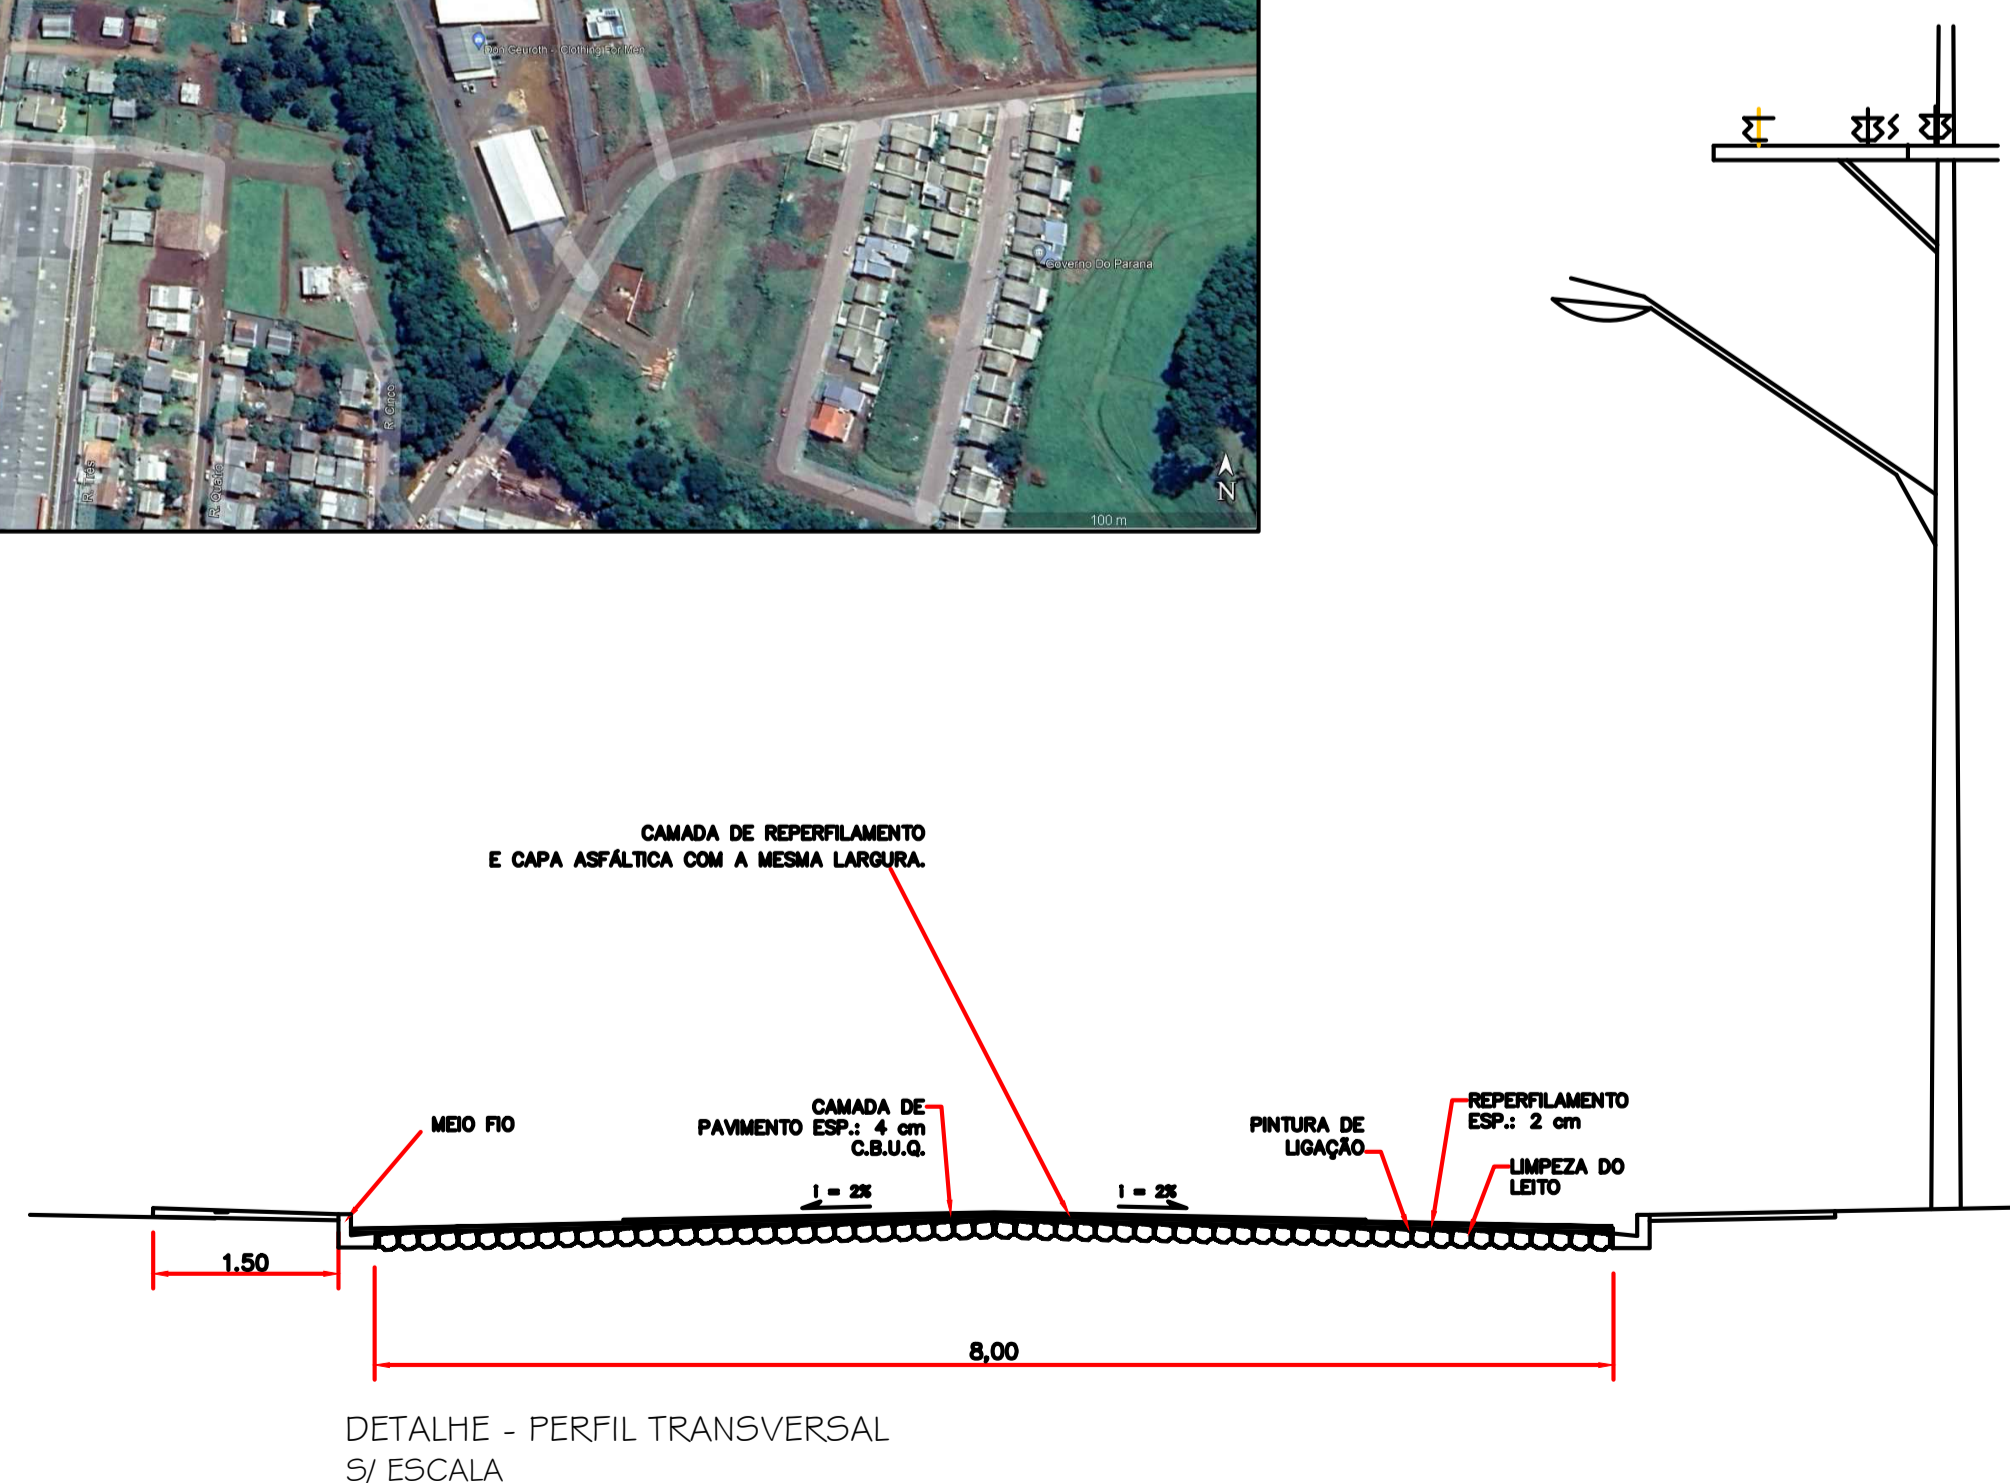 Don Geuroth - Clothing For Men
Governo Do Paraná
R. Cinco
R. Três
R. Quatro
N
100 m
CAMADA DE REPERFILAMENTO
E CAPA ASFÁLTICA COM A MESMA LARGURA.
MEIO FIO
CAMADA DE
PAVIMENTO ESP.: 4 cm
C.B.U.Q.
PINTURA DE
LIGAÇÃO
REPERFILAMENTO
ESP.: 2 cm
LIMPEZA DO
LEITO
i = 2%
i = 2%
1.50
8,00
DETALHE - PERFIL TRANSVERSAL
S/ ESCALA